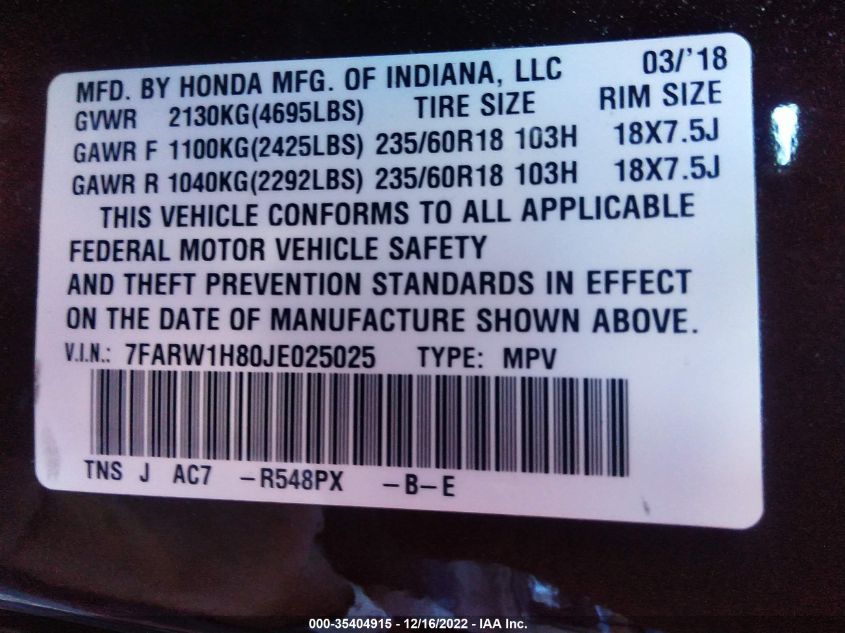 MFD. BY HONDA MFG. OF INDIANA, LLC 03/'18
GVWR 2130KG(4695LBS) TIRE SIZE RIM SIZE
GAWR F 1100KG(2425LBS) 235/60R18 103H 18X7.5J
GAWR R 1040KG(2292LBS) 235/60R18 103H 18X7.5J
THIS VEHICLE CONFORMS TO ALL APPLICABLE
FEDERAL MOTOR VEHICLE SAFETY
AND THEFT PREVENTION STANDARDS IN EFFECT
ON THE DATE OF MANUFACTURE SHOWN ABOVE.
V.I.N.: 7FARW1H80JE025025 TYPE: MPV
TNS J AC7 -R548PX -B-E
000-35404915 - 12/16/2022 - IAA Inc.